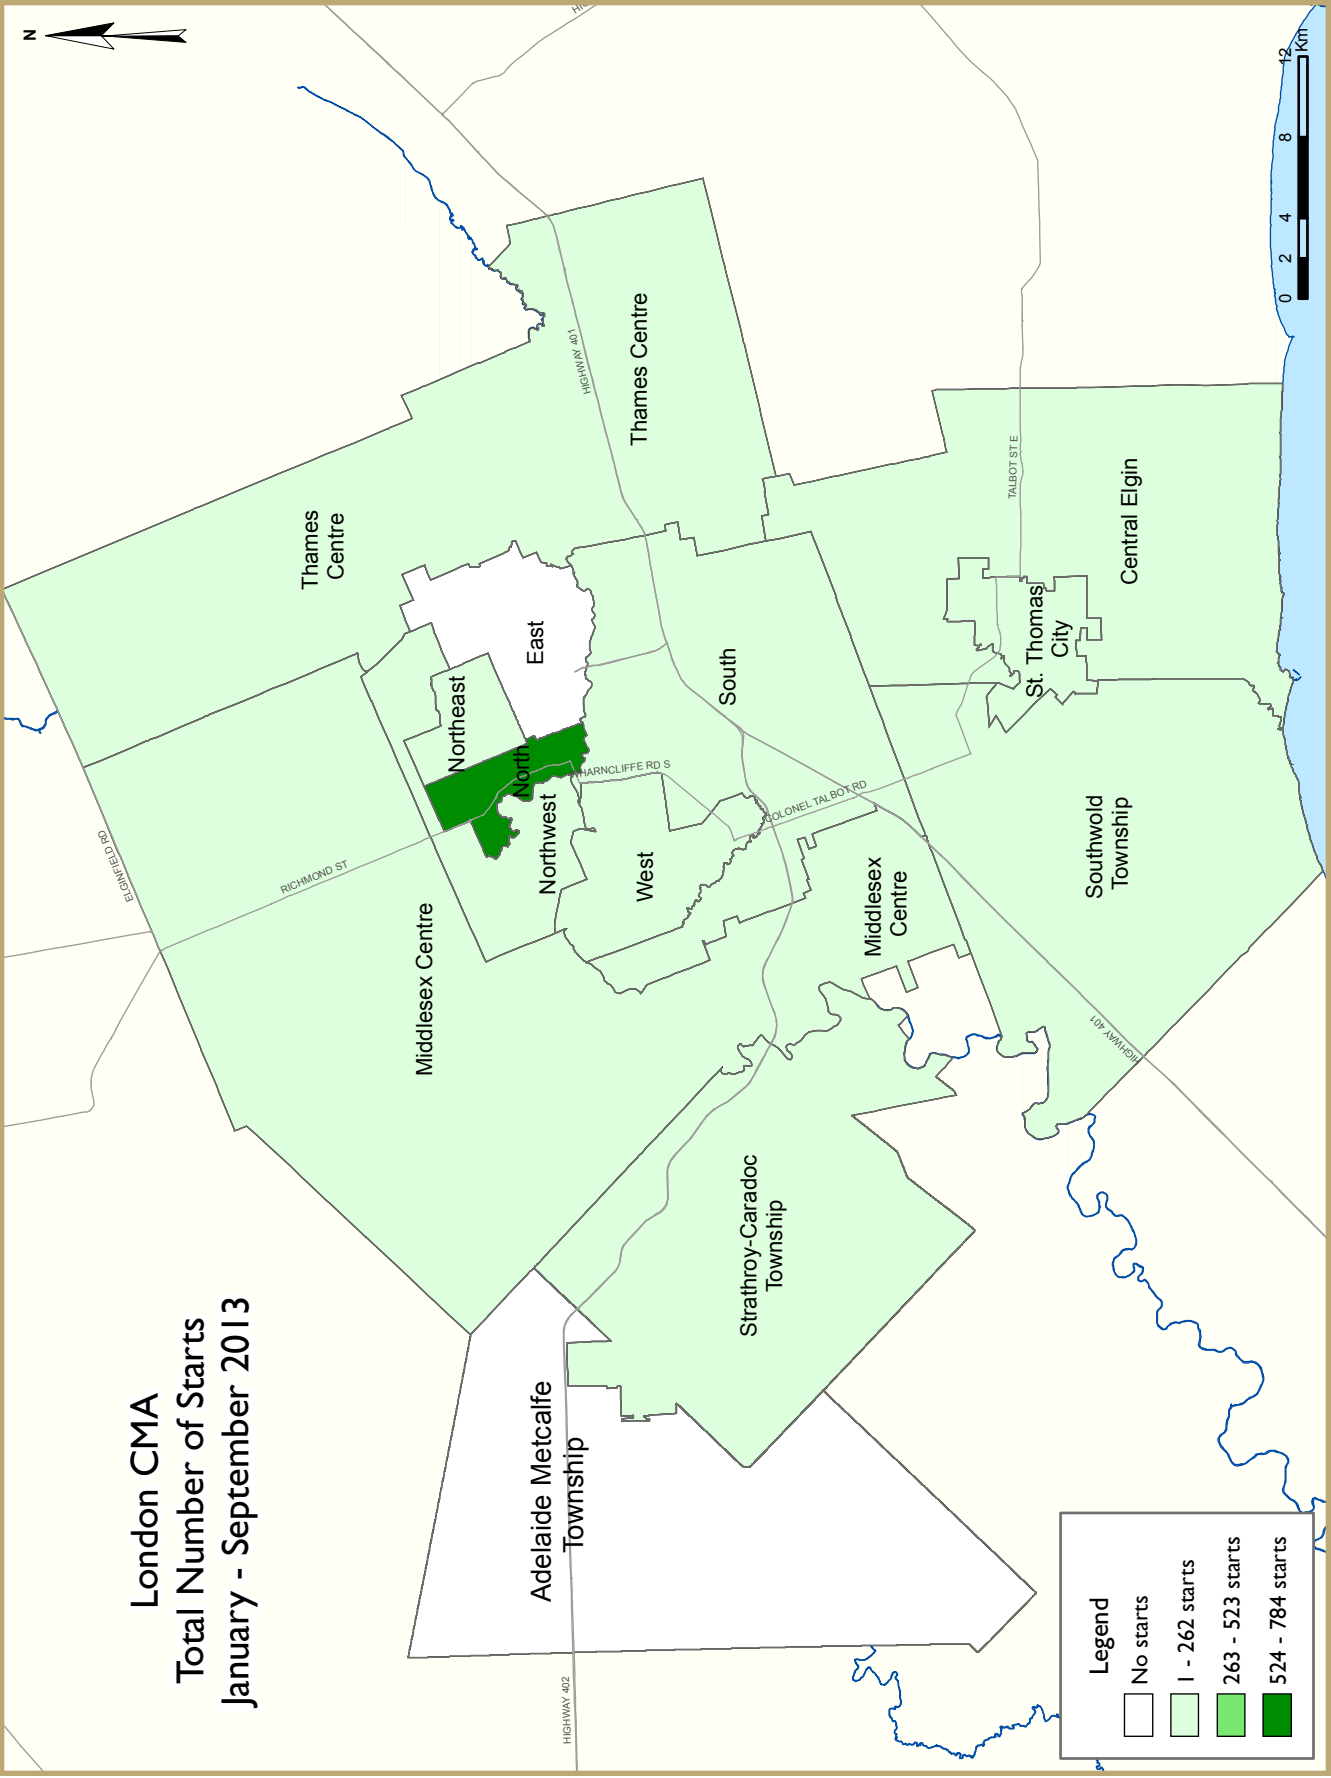 London CMA
Total Number of Starts
January - September 2013
N
ELGINFIELD RD
RICHMOND ST
Thames
Centre
Middlesex Centre
Northeast
East
North
Northwest
WHARNCLIFFE RD S
HIGHWAY 401
Thames Centre
West
South
COLONEL TALBOT RD
Middlesex
Centre
Adelaide Metcalfe
Township
HIGHWAY 402
Strathroy-Caradoc
Township
TALBOT ST E
St. Thomas
City
Central Elgin
Southwold
Township
HIGHWAY 401
Legend
No starts
1 - 262 starts
263 - 523 starts
524 - 784 starts
0 2 4 8 12
Km